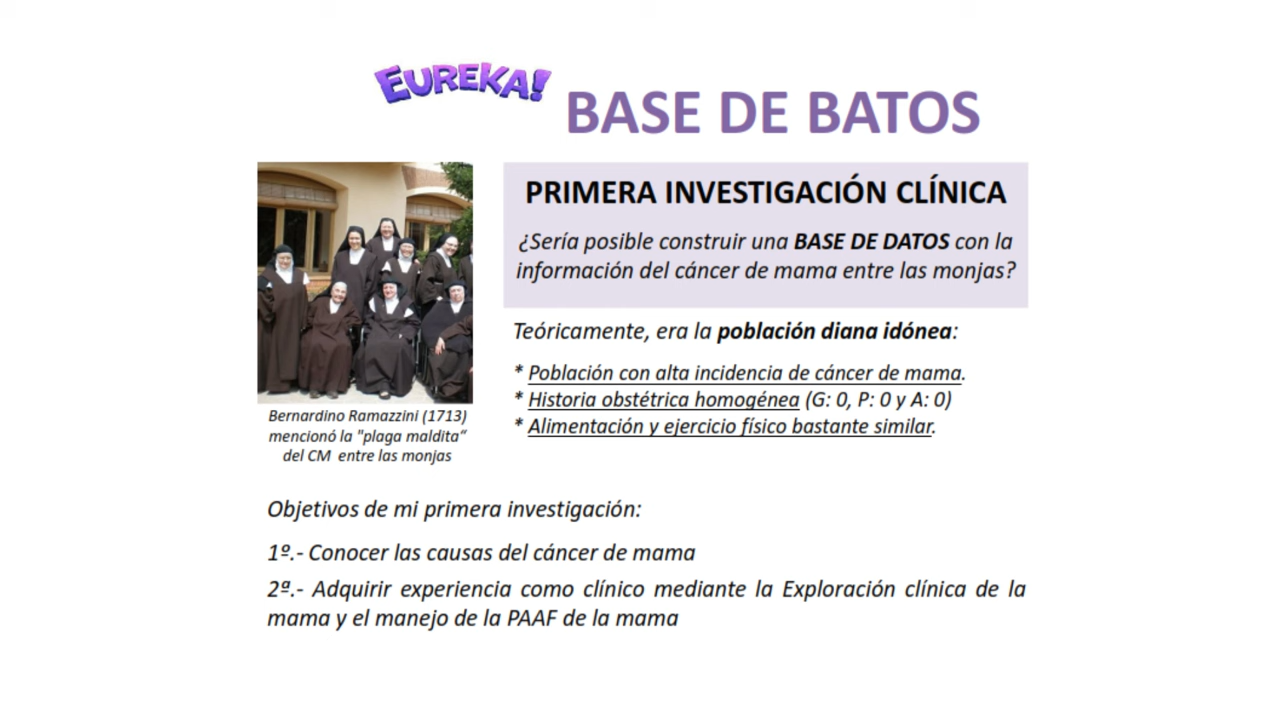 EUREKA!
BASE DE BATOS
PRIMERA INVESTIGACIÓN CLÍNICA
¿Sería posible construir una BASE DE DATOS con la
información del cáncer de mama entre las monjas?
Teóricamente, era la población diana idónea:
* Población con alta incidencia de cáncer de mama.
* Historia obstétrica homogénea (G: 0, P: 0 y A: 0)
* Alimentación y ejercicio físico bastante similar.
Bernardino Ramazzini (1713)
mencionó la "plaga maldita“
del CM entre las monjas
Objetivos de mi primera investigación:
1º.- Conocer las causas del cáncer de mama
2ª.- Adquirir experiencia como clínico mediante la Exploración clínica de la
mama y el manejo de la PAAF de la mama